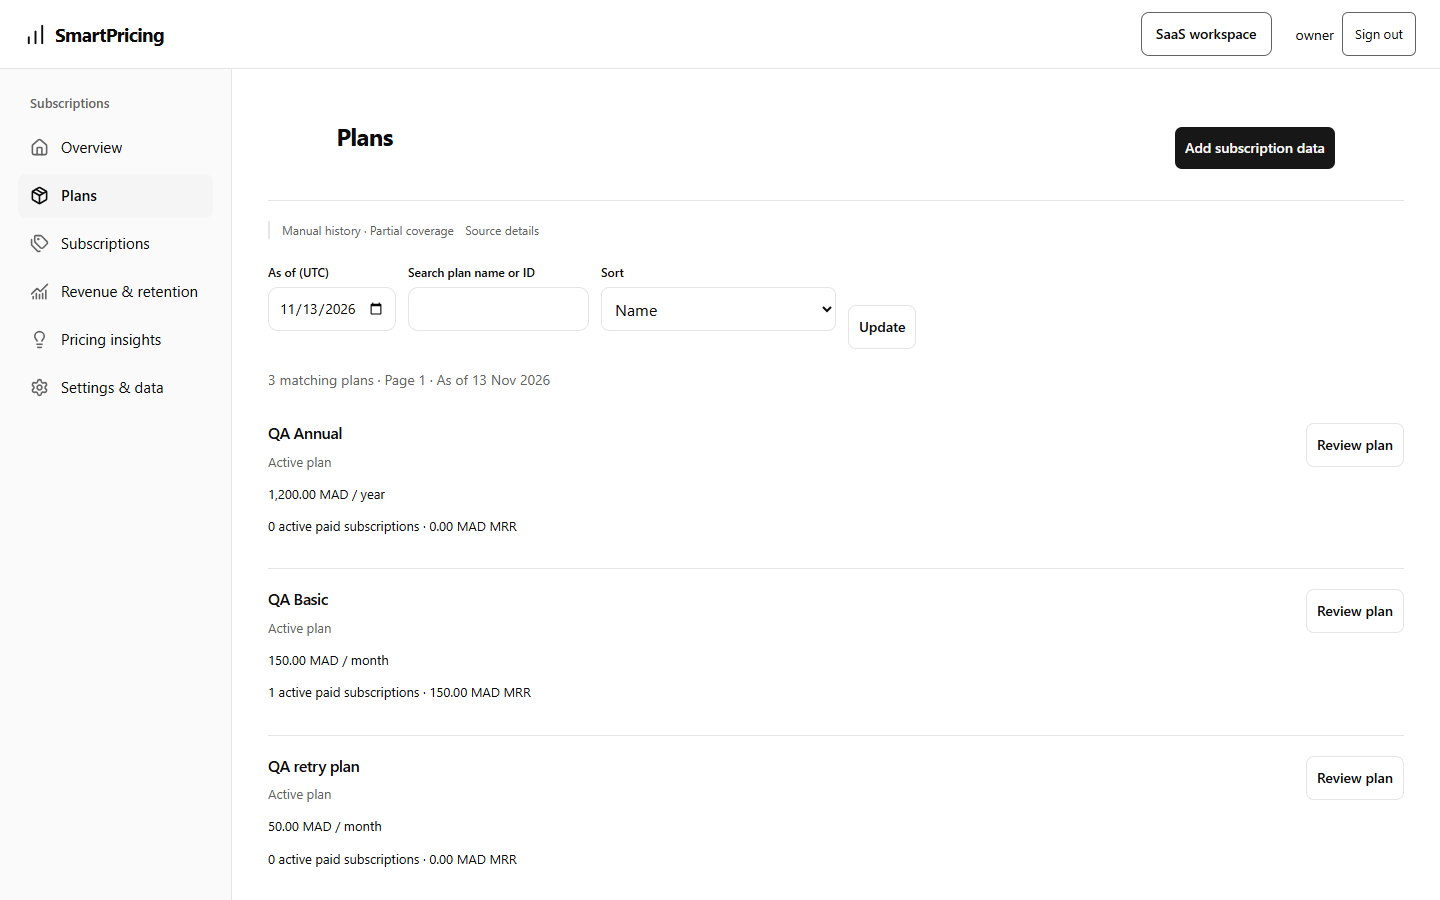 SmartPricing
SaaS workspace
owner
Sign out
Subscriptions
Overview
Plans
Subscriptions
Revenue & retention
Pricing insights
Settings & data
Plans
Add subscription data
Manual history · Partial coverage Source details
As of (UTC)
11/13/2026
Search plan name or ID
Sort
Name
Update
3 matching plans · Page 1 · As of 13 Nov 2026
QA Annual
Active plan
1,200.00 MAD / year
0 active paid subscriptions · 0.00 MAD MRR
Review plan
QA Basic
Active plan
150.00 MAD / month
1 active paid subscriptions · 150.00 MAD MRR
Review plan
QA retry plan
Active plan
50.00 MAD / month
0 active paid subscriptions · 0.00 MAD MRR
Review plan